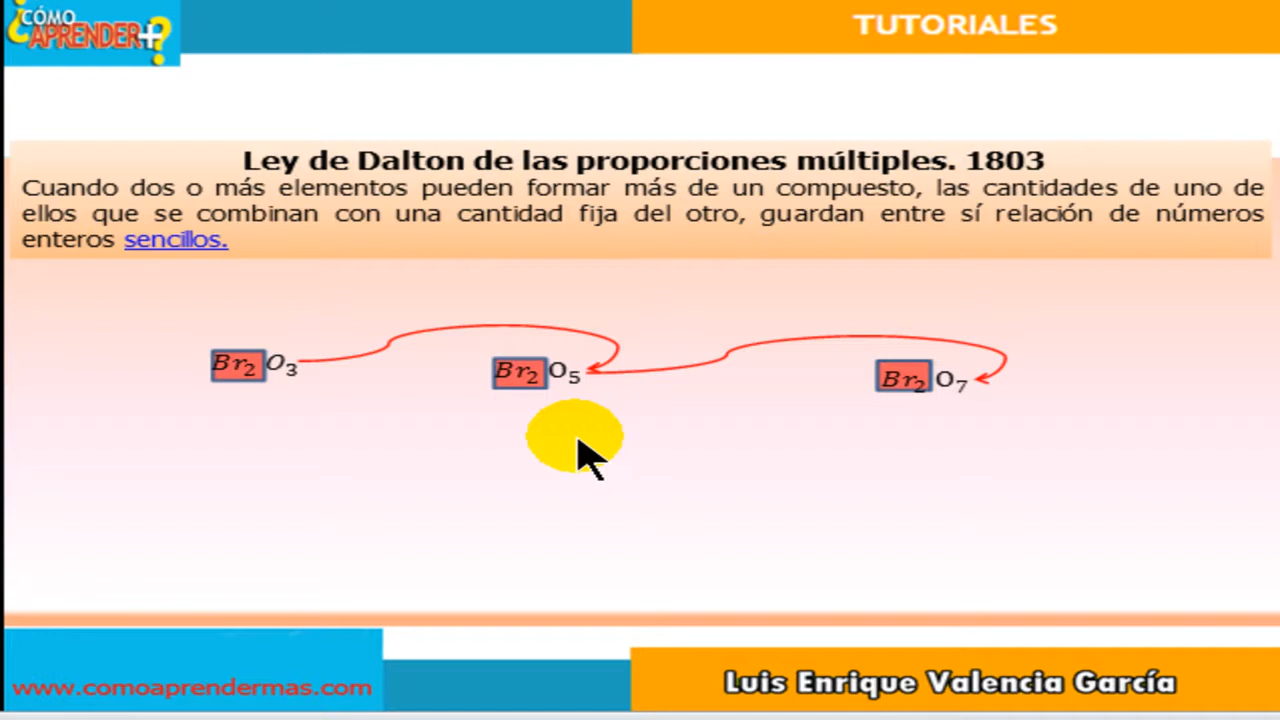 ¿CÓMO
APRENDER+?
TUTORIALES
Ley de Dalton de las proporciones múltiples. 1803
Cuando dos o más elementos pueden formar más de un compuesto, las cantidades de uno de
ellos que se combinan con una cantidad fija del otro, guardan entre sí relación de números
enteros sencillos.
Br₂O₃ Br₂O₅ Br₂O₇
www.comoaprendermas.com
Luis Enrique Valencia García